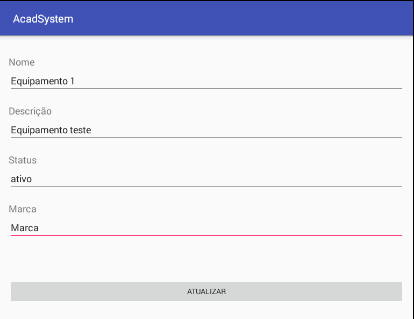 AcadSystem
Nome
Equipamento 1
Descrição
Equipamento teste
Status
ativo
Marca
Marca
ATUALIZAR